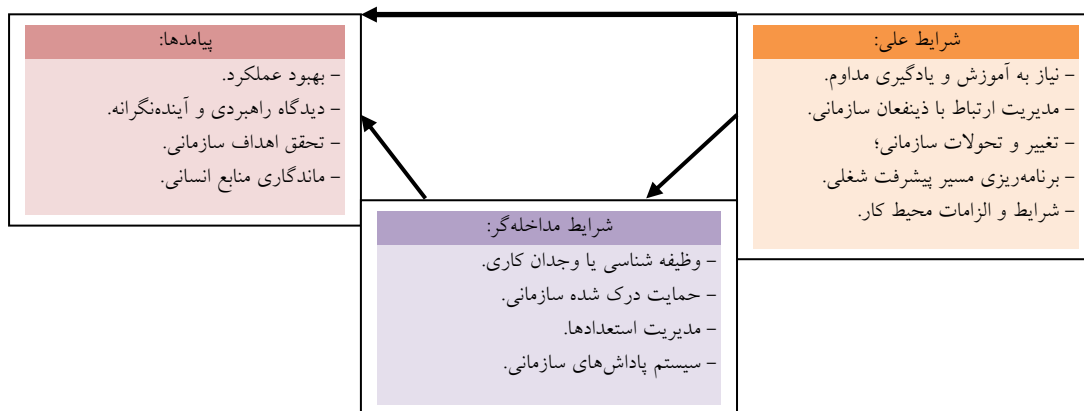 شرایط علی:
- نیاز به آموزش و یادگیری مداوم.
- مدیریت ارتباط با ذینفعان سازمانی.
- تغییر و تحولات سازمانی؛
- برنامه‌ریزی مسیر پیشرفت شغلی.
- شرایط و الزامات محیط کار.
پیامدها:
- بهبود عملکرد.
- دیدگاه راهبردی و آینده‌نگرانه.
- تحقق اهداف سازمانی.
- ماندگاری منابع انسانی.
شرایط مداخله‌گر:
- وظیفه شناسی یا وجدان کاری.
- حمایت درک شده سازمانی.
- مدیریت استعدادها.
- سیستم پاداش‌های سازمانی.